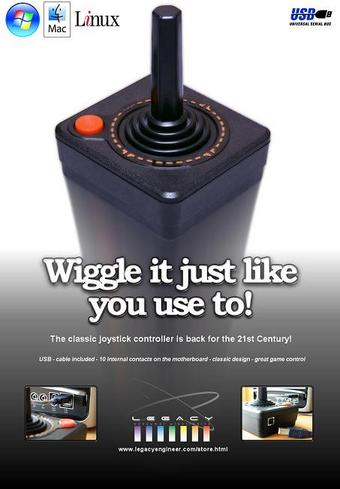 Mac
Linux
USB
UNIVERSAL SERIAL BUS
Wiggle it just like
you use to!
The classic joystick controller is back for the 21st Century!
USB - cable included - 10 internal contacts on the motherboard - classic design - great game control
LEGACY
www.legacyengineer.com/store.html